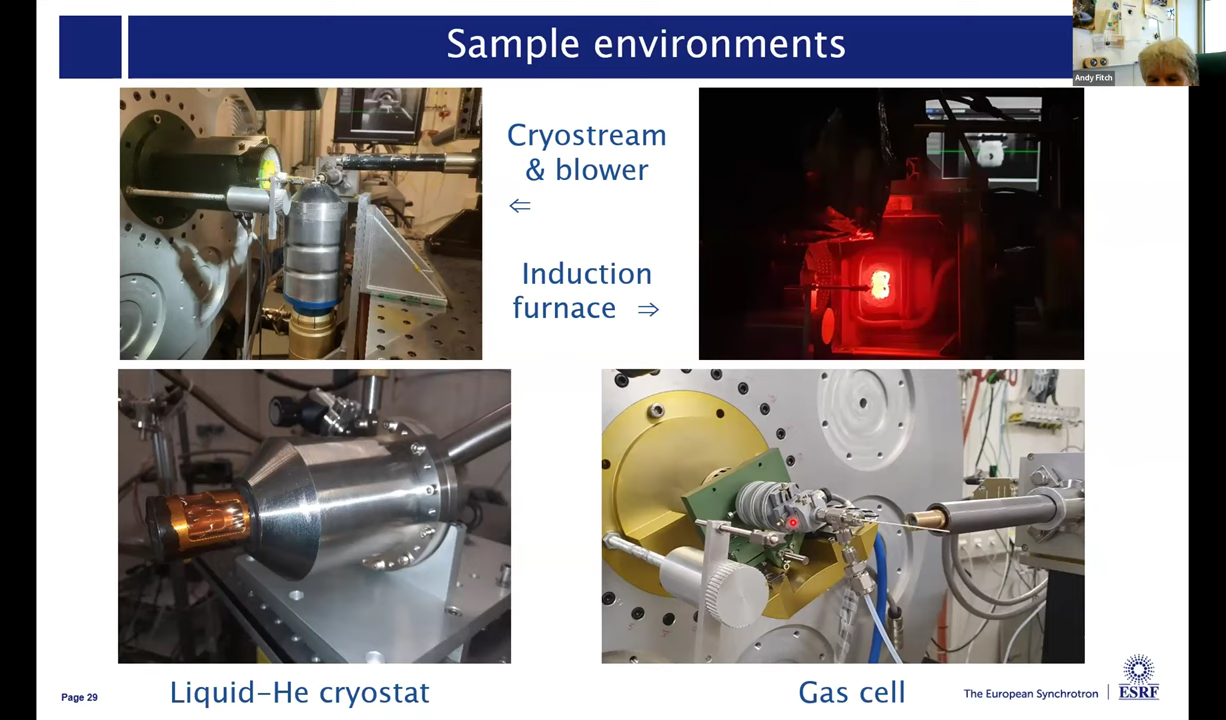 Sample environments
Andy Fitch
Cryostream
& blower
⇐
Induction
furnace ⇒
Liquid-He cryostat
Gas cell
Page 29
The European Synchrotron
ESRF